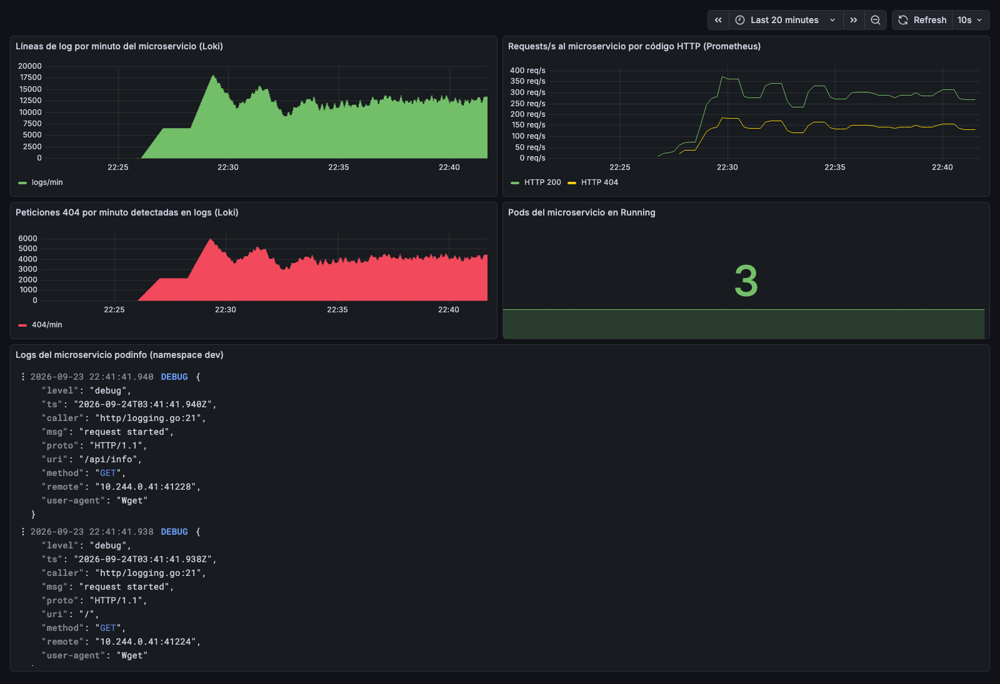 Last 20 minutes
Refresh
10s
Líneas de log por minuto del microservicio (Loki)
20000
17500
15000
12500
10000
7500
5000
2500
0
22:25 22:30 22:35 22:40
logs/min
Requests/s al microservicio por código HTTP (Prometheus)
400 req/s
350 req/s
300 req/s
250 req/s
200 req/s
150 req/s
100 req/s
50 req/s
0 req/s
22:25 22:30 22:35 22:40
HTTP 200 HTTP 404
Peticiones 404 por minuto detectadas en logs (Loki)
6000
5000
4000
3000
2000
1000
0
22:25 22:30 22:35 22:40
404/min
Pods del microservicio en Running
3
Logs del microservicio podinfo (namespace dev)
2026-09-23 22:41:41.940 DEBUG {
"level": "debug",
"ts": "2026-09-24T03:41:41.940Z",
"caller": "http/logging.go:21",
"msg": "request started",
"proto": "HTTP/1.1",
"uri": "/api/info",
"method": "GET",
"remote": "10.244.0.41:41228",
"user-agent": "Wget"
}
2026-09-23 22:41:41.938 DEBUG {
"level": "debug",
"ts": "2026-09-24T03:41:41.938Z",
"caller": "http/logging.go:21",
"msg": "request started",
"proto": "HTTP/1.1",
"uri": "/",
"method": "GET",
"remote": "10.244.0.41:41224",
"user-agent": "Wget"